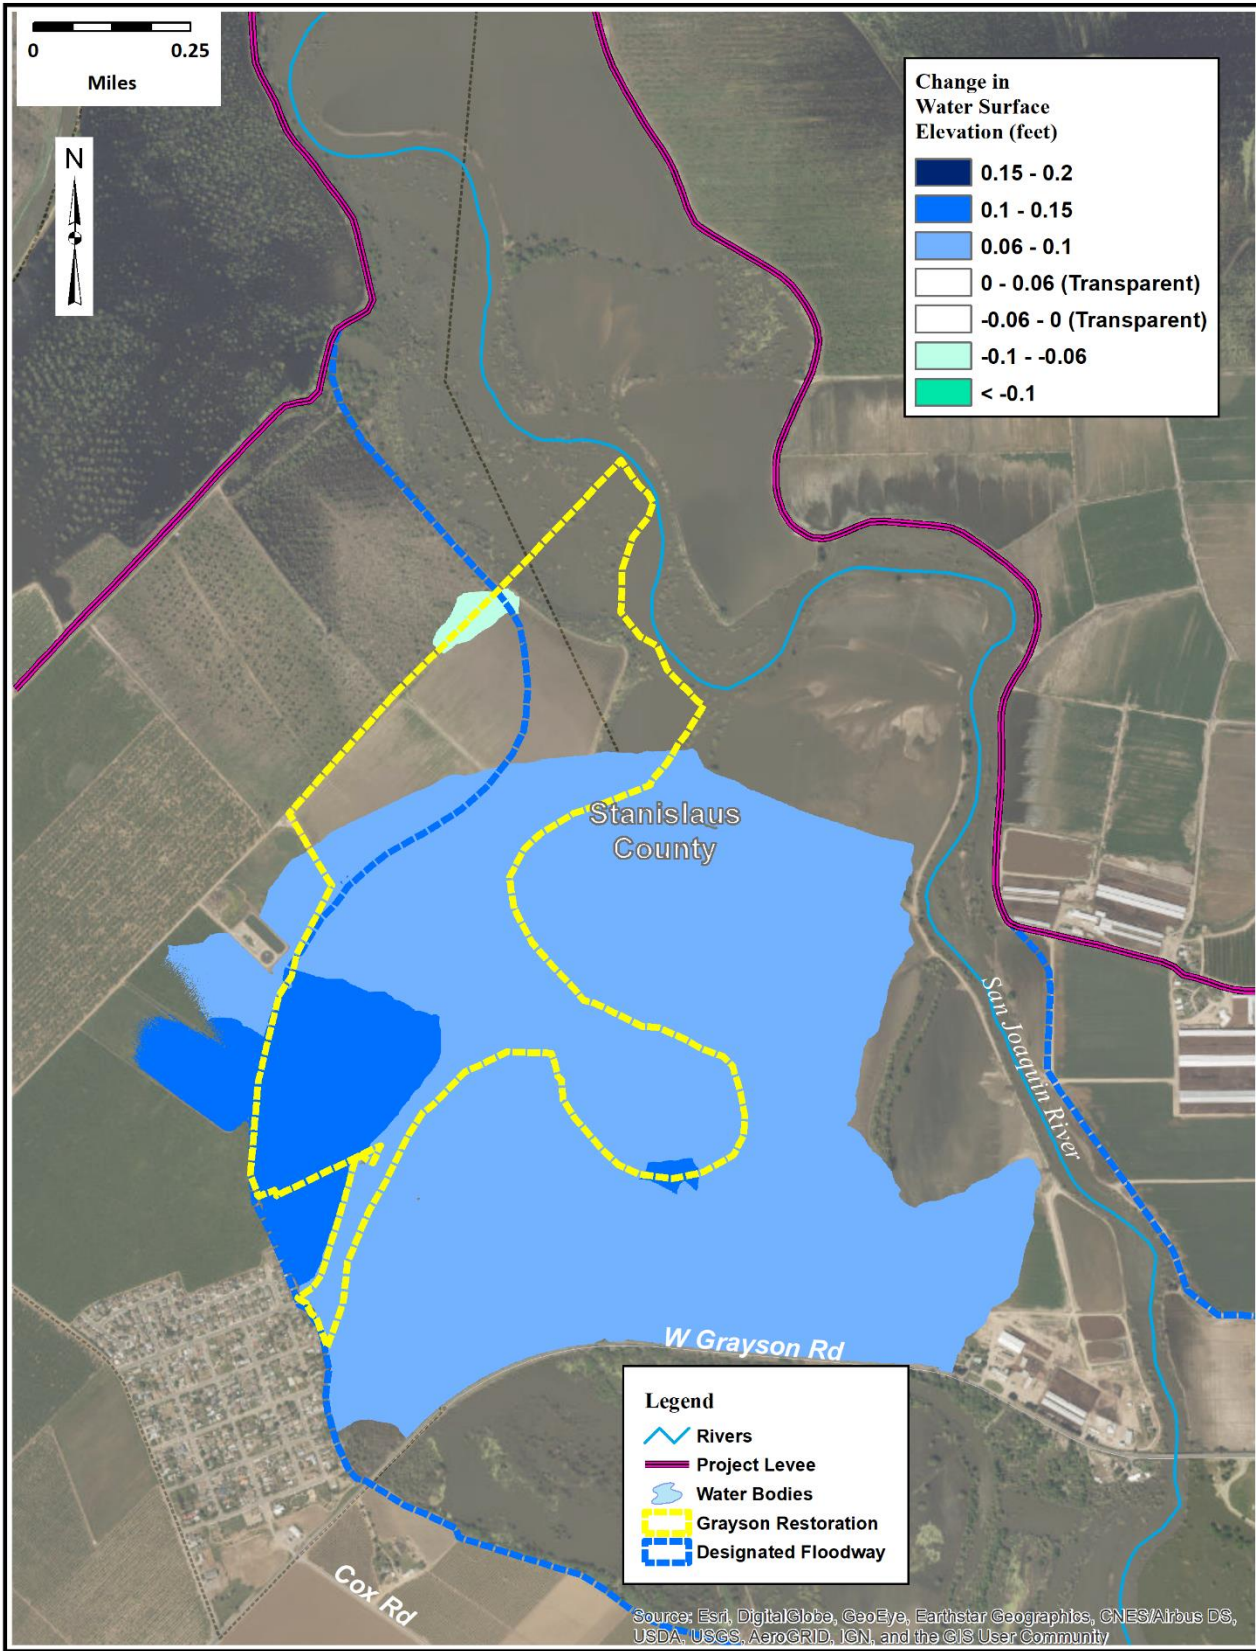 0 0.25
Miles
N
Change in
Water Surface
Elevation (feet)
0.15 - 0.2
0.1 - 0.15
0.06 - 0.1
0 - 0.06 (Transparent)
-0.06 - 0 (Transparent)
-0.1 - -0.06
< -0.1
Stanislaus
County
San Joaquin River
W Grayson Rd
Legend
Rivers
Project Levee
Water Bodies
Grayson Restoration
Designated Floodway
Cox Rd
Source: Esri, DigitalGlobe, GeoEye, Earthstar Geographics, CNES/Airbus DS,
USDA, USGS, AeroGRID, IGN, and the GIS User Community